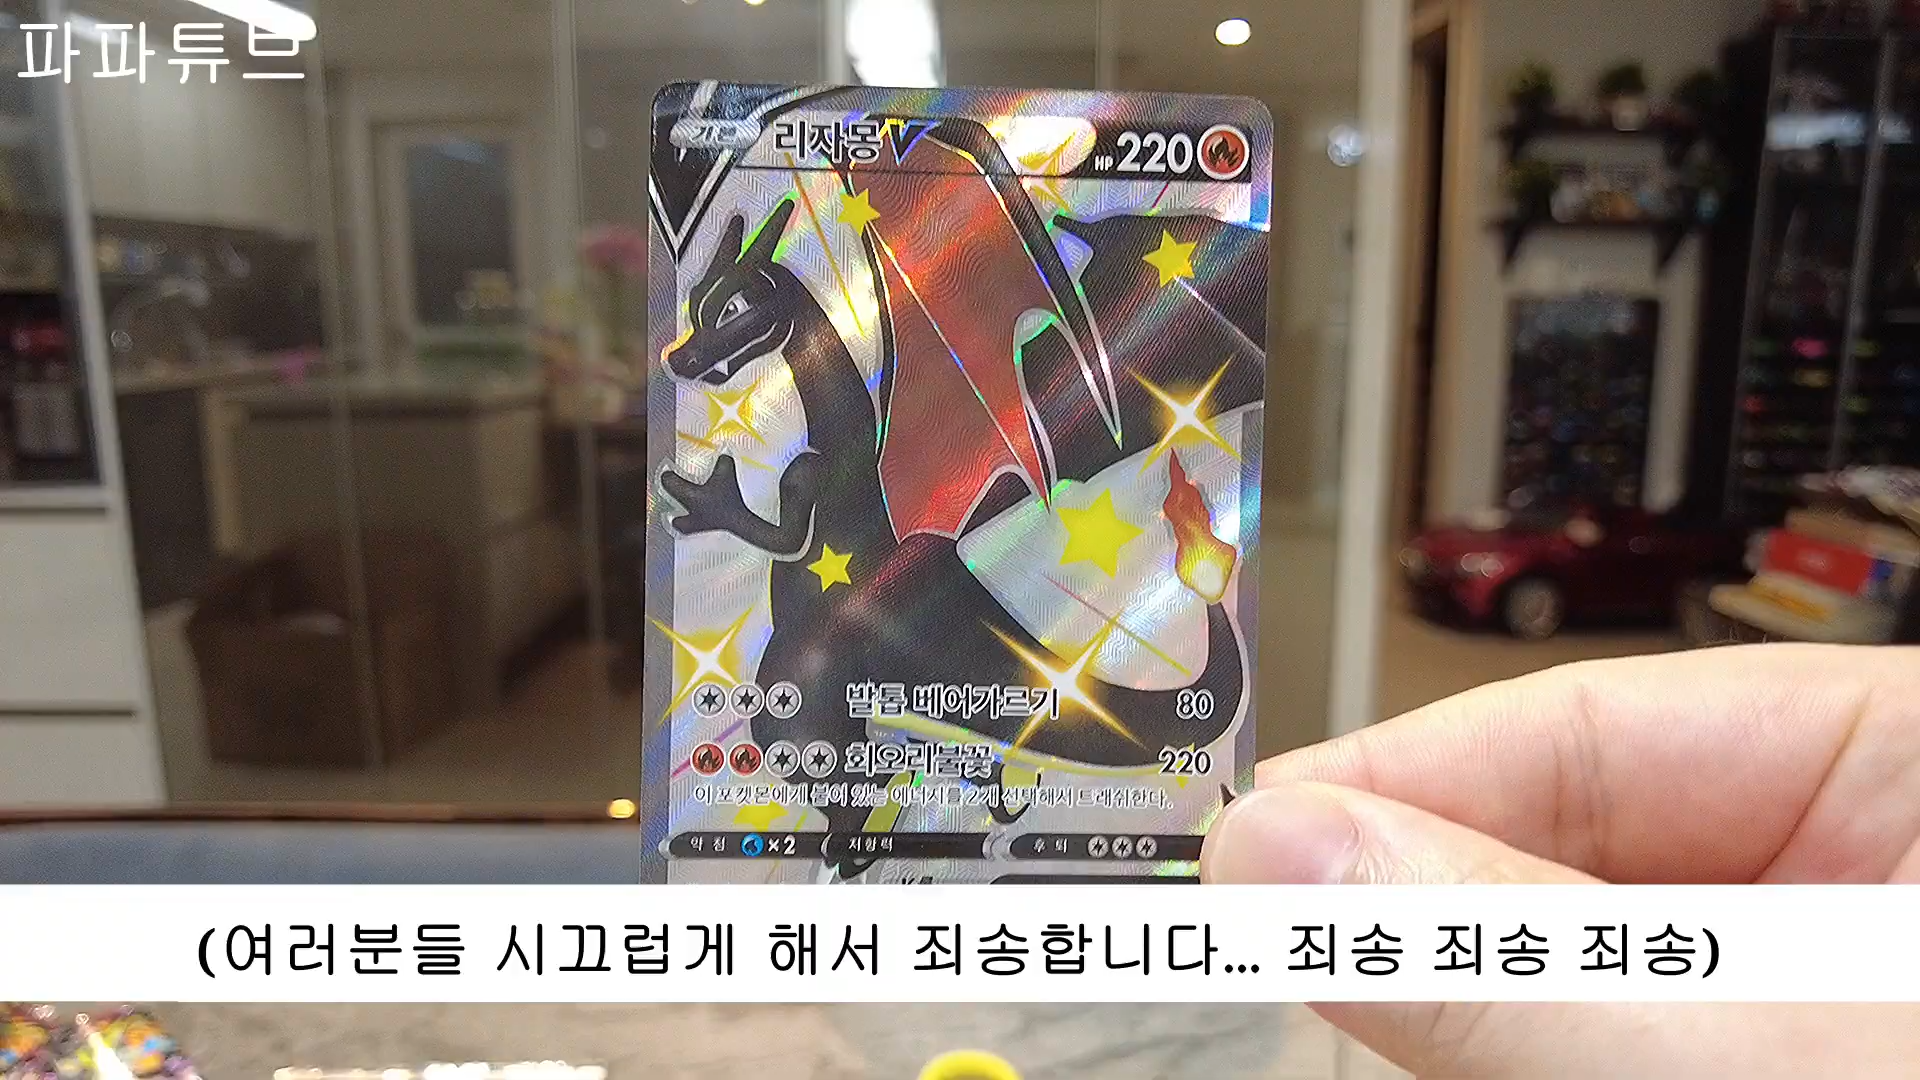 파파튜브
기본 리자몽V HP 220
발톱 베어가르기 80
회오리불꽃 220
이 포켓몬에게 붙어 있는 에너지를 2개 선택해서 트래쉬한다.
약점 ×2 저항력 후퇴
(여러분들 시끄럽게 해서 죄송합니다... 죄송 죄송 죄송)